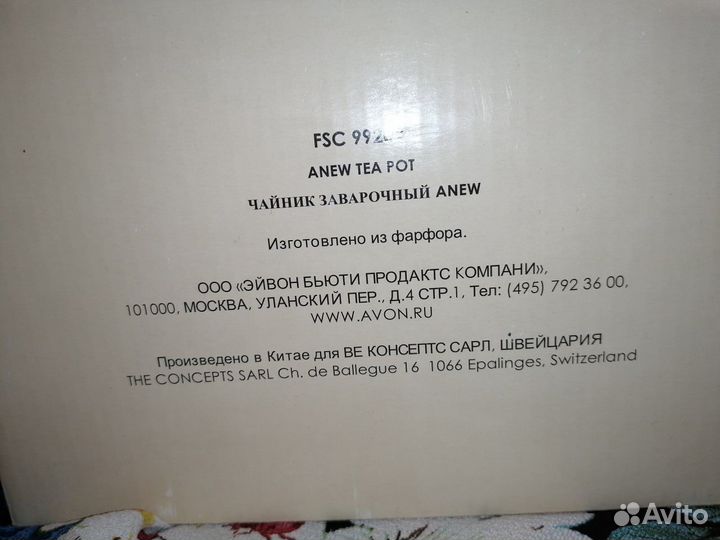 FSC
ANEW TEA POT
ЧАЙНИК ЗАВАРОЧНЫЙ ANEW
Изготовлено из фарфора.
ООО «ЭЙВОН БЬЮТИ ПРОДАКТС КОМПАНИ»,
101000, МОСКВА, УЛАНСКИЙ ПЕР., Д.4 СТР.1, Тел: (495) 792 36 00,
WWW.AVON.RU
Произведено в Китае для ВЕ КОНСЕПТС САРЛ, ШВЕЙЦАРИЯ
THE CONCEPTS SARL Ch. de Ballegue 16 1066 Epalinges, Switzerland
Avito